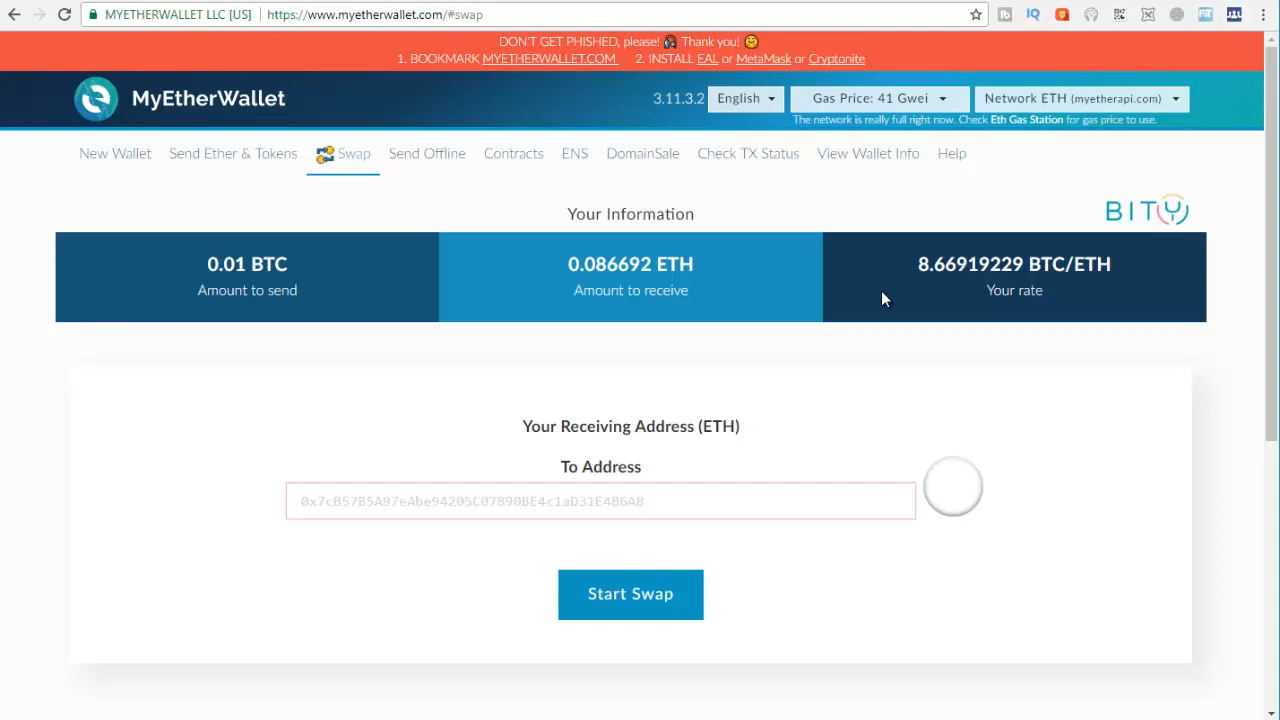 MYETHERWALLET LLC [US] https://www.myetherwallet.com/#swap
DON'T GET PHISHED, please! Thank you!
1. BOOKMARK MYETHERWALLET.COM 2. INSTALL EAL or MetaMask or Cryptonite
MyEtherWallet 3.11.3.2 English Gas Price: 41 Gwei Network ETH (myetherapi.com)
The network is really full right now. Check Eth Gas Station for gas price to use.
New Wallet Send Ether & Tokens Swap Send Offline Contracts ENS DomainSale Check TX Status View Wallet Info Help
Your Information BITY
0.01 BTC 0.086692 ETH 8.66919229 BTC/ETH
Amount to send Amount to receive Your rate
Your Receiving Address (ETH)
To Address
0x7cB57B5A97eAbe94205C07890BE4c1aD31E486A8
Start Swap